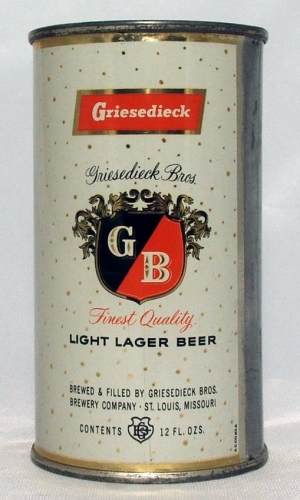 Griesedieck
Griesedieck Bros.
G
B
Finest Quality
LIGHT LAGER BEER
BREWED & FILLED BY GRIESEDIECK BROS.
BREWERY COMPANY · ST. LOUIS, MISSOURI
CONTENTS 12 FL. OZS.